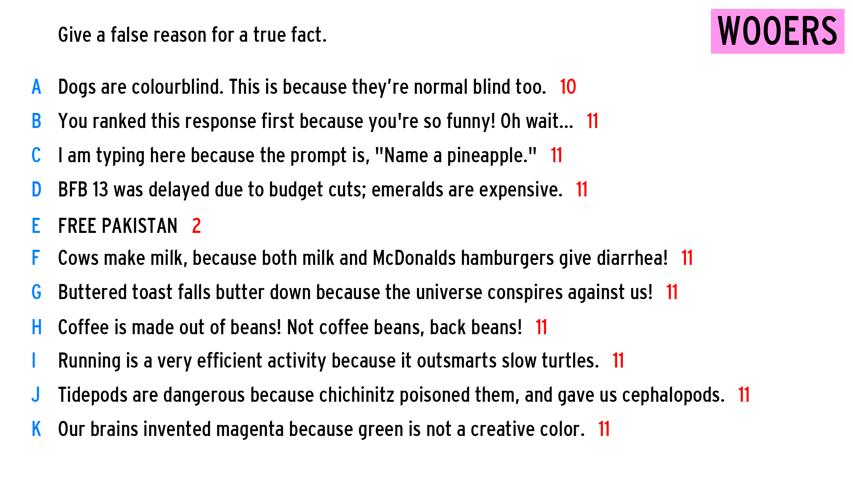 Give a false reason for a true fact.
WOOERS
A Dogs are colourblind. This is because they're normal blind too. 10
B You ranked this response first because you're so funny! Oh wait... 11
C I am typing here because the prompt is, "Name a pineapple." 11
D BFB 13 was delayed due to budget cuts; emeralds are expensive. 11
E FREE PAKISTAN 2
F Cows make milk, because both milk and McDonalds hamburgers give diarrhea! 11
G Buttered toast falls butter down because the universe conspires against us! 11
H Coffee is made out of beans! Not coffee beans, back beans! 11
I Running is a very efficient activity because it outsmarts slow turtles. 11
J Tidepods are dangerous because chichinitz poisoned them, and gave us cephalopods. 11
K Our brains invented magenta because green is not a creative color. 11